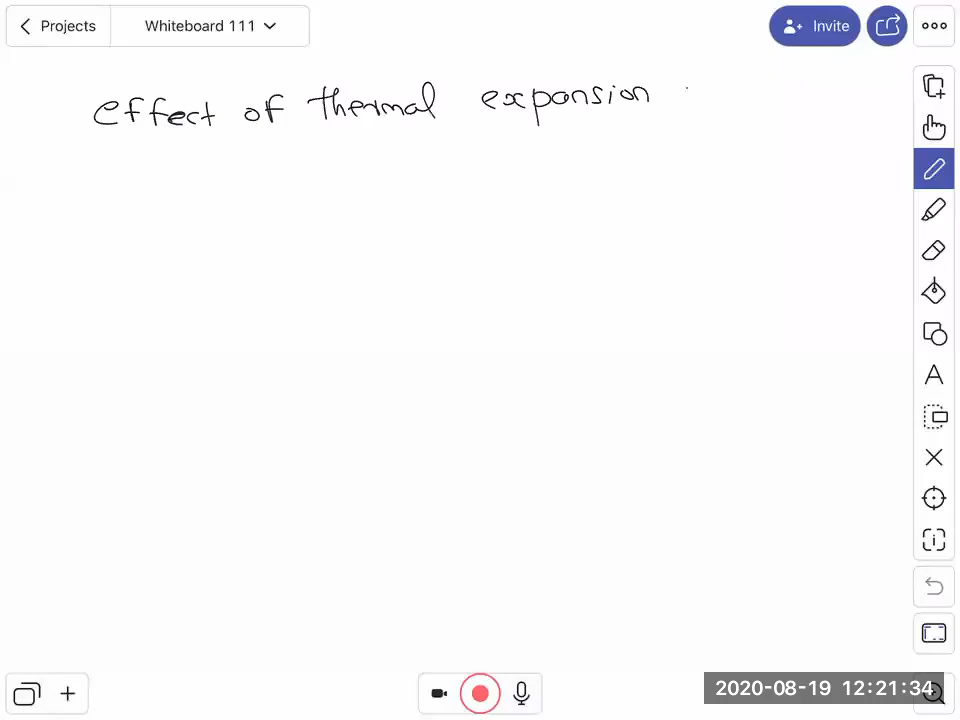 Projects
Whiteboard 111
Invite
effect of thermal expansion
A
2020-08-19 12:21:34